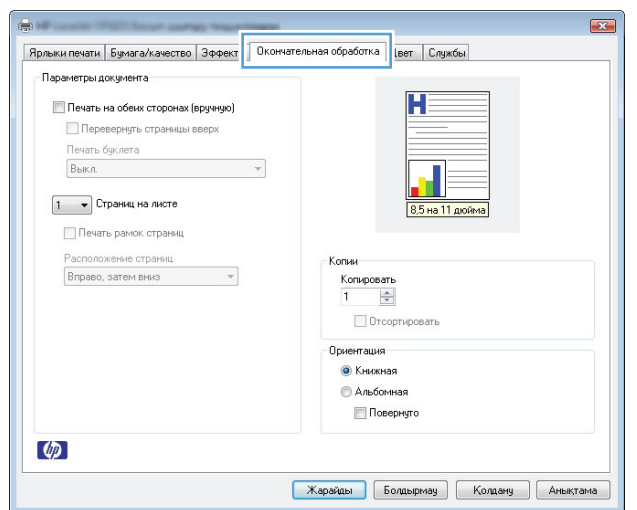 Ярлыки печати Бумага/качество Эффект Окончательная обработка Цвет Службы
Параметры документа
Печать на обеих сторонах (вручную)
Перевернуть страницы вверх
Печать буклета
Выкл.
1 Страниц на листе
Печать рамок страниц
Расположение страниц
Вправо, затем вниз
H
8,5 на 11 дюйма
Копии
Копировать
1
Отсортировать
Ориентация
Книжная
Альбомная
Повернуто
hp
Жарайды Болдырмау Қолдану Анықтама